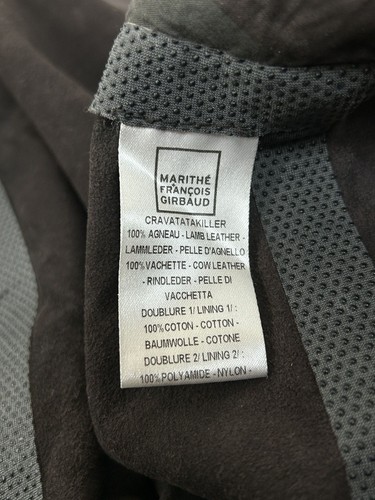 MARITHÉ
+
FRANÇOIS
GIRBAUD
CRAVATATAKILLER
100% AGNEAU - LAMB LEATHER -
LAMMLEDER - PELLE D'AGNELLO
100% VACHETTE - COW LEATHER
- RINDLEDER - PELLE DI
VACCHETTA
DOUBLURE 1/ LINING 1/ :
100% COTON - COTTON -
BAUMWOLLE - COTONE
DOUBLURE 2/ LINING 2/ :
100% POLYAMIDE - NYLON -